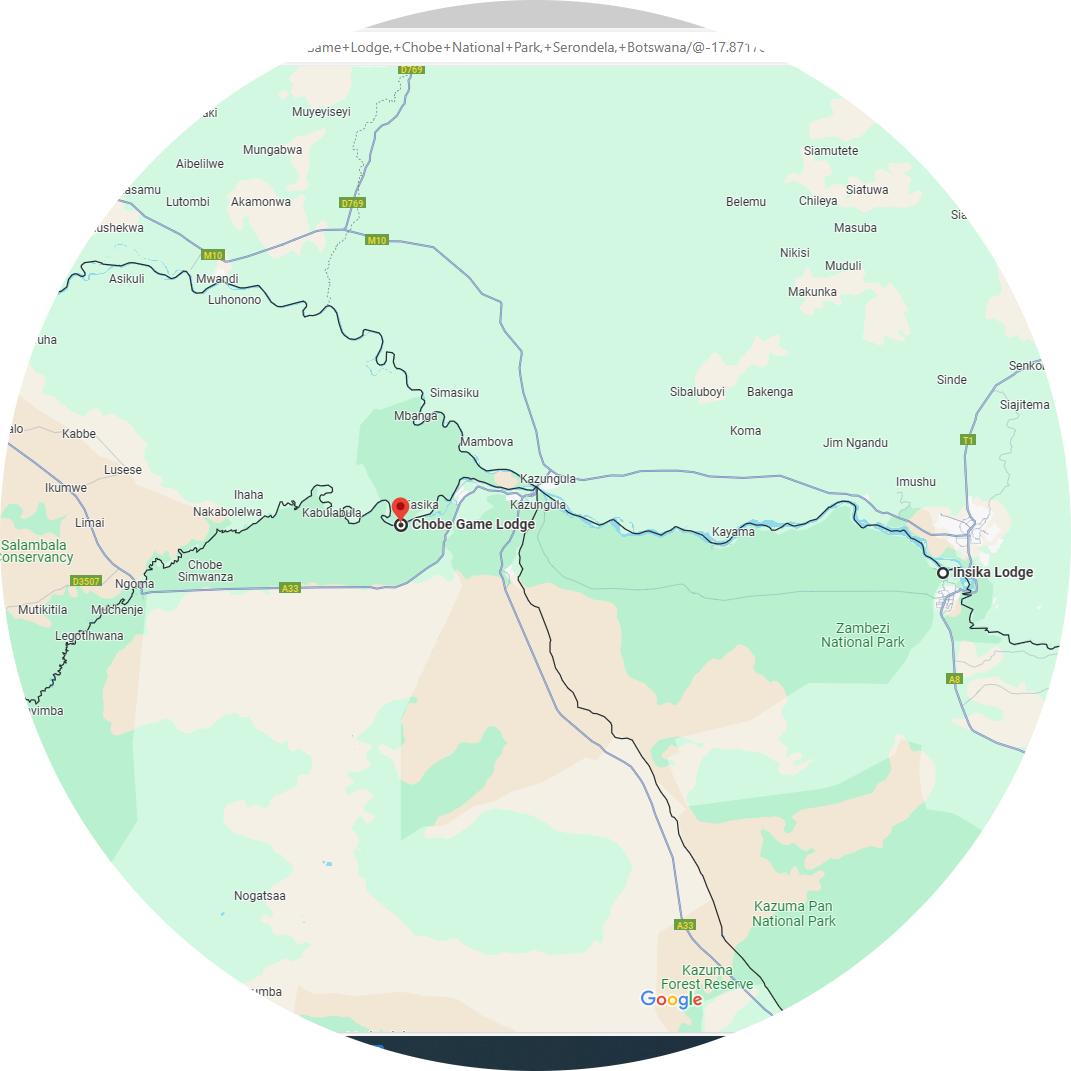 ame+Lodge,+Chobe+National+Park,+Serondela,+Botswana/@-17.871
D769
Muyeyiseyi
aki
Mungabwa
Siamutete
Aibelilwe
asamu
Siatuwa
Lutombi
Akamonwa
D769
Belemu
Chileya
Sia
ushekwa
Masuba
M10
M10
Nikisi
Muduli
Asikuli
Mwandi
Makunka
Luhonono
uha
Senko
Sinde
Simasiku
Sibaluboyi
Bakenga
Siajitema
Mbanga
alo
Kabbe
Koma
Mambova
Jim Ngandu
T1
Lusese
Kazungula
Imushu
Ikumwe
Ihaha
asika
Kazungula
Nakabolelwa
Kabulabula
Limai
Chobe Game Lodge
Kayama
Salambala
Conservancy
Chobe
Simwanza
Insika Lodge
D3507
Ngoma
A33
Mutikitila
Muchenje
Legotlhwana
Zambezi
National Park
A8
vimba
Nogatsaa
Kazuma Pan
National Park
A33
Kazuma
Forest Reserve
umba
Google